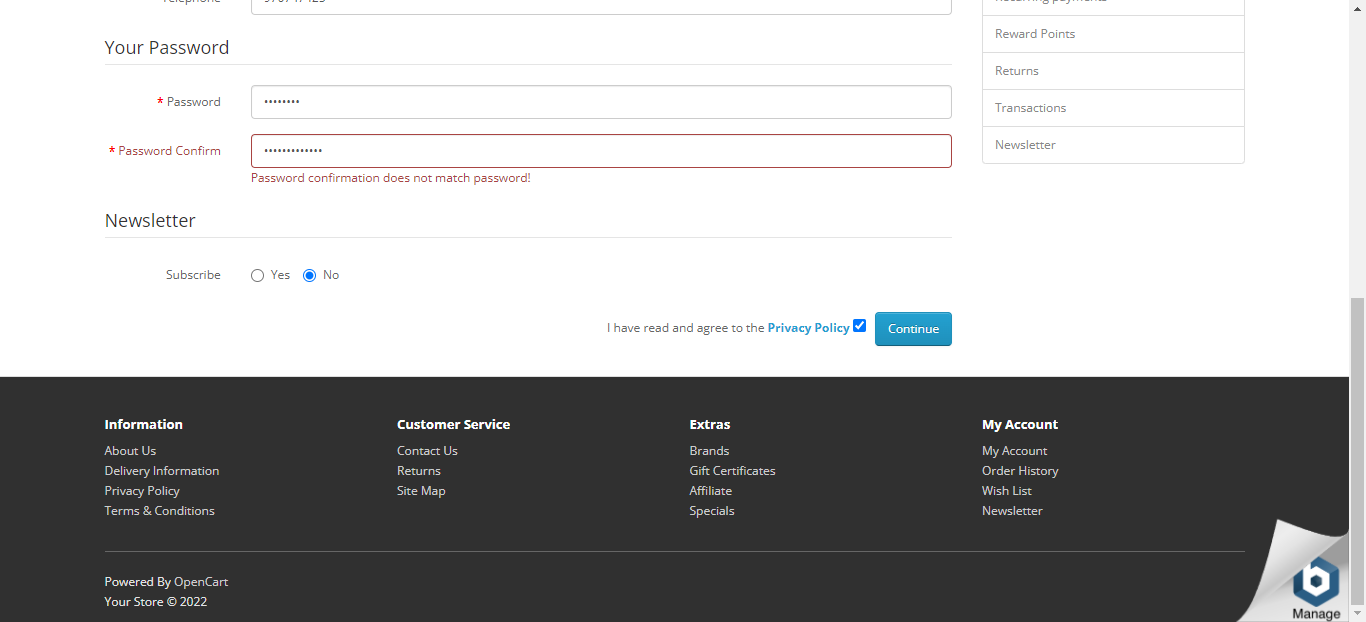 Your Password
* Password
* Password Confirm
Password confirmation does not match password!
Newsletter
Subscribe Yes No
I have read and agree to the Privacy Policy Continue
Reward Points
Returns
Transactions
Newsletter
Information
About Us
Delivery Information
Privacy Policy
Terms & Conditions
Customer Service
Contact Us
Returns
Site Map
Extras
Brands
Gift Certificates
Affiliate
Specials
My Account
My Account
Order History
Wish List
Newsletter
Powered By OpenCart
Your Store © 2022
b
Manage